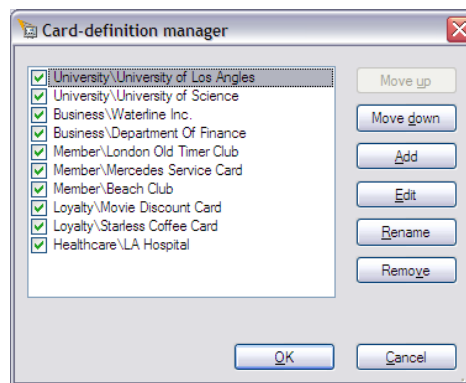 Card-definition manager
University\University of Los Angles
University\University of Science
Business\Waterline Inc.
Business\Department Of Finance
Member\London Old Timer Club
Member\Mercedes Service Card
Member\Beach Club
Loyalty\Movie Discount Card
Loyalty\Starless Coffee Card
Healthcare\LA Hospital
Move up
Move down
Add
Edit
Rename
Remove
OK
Cancel